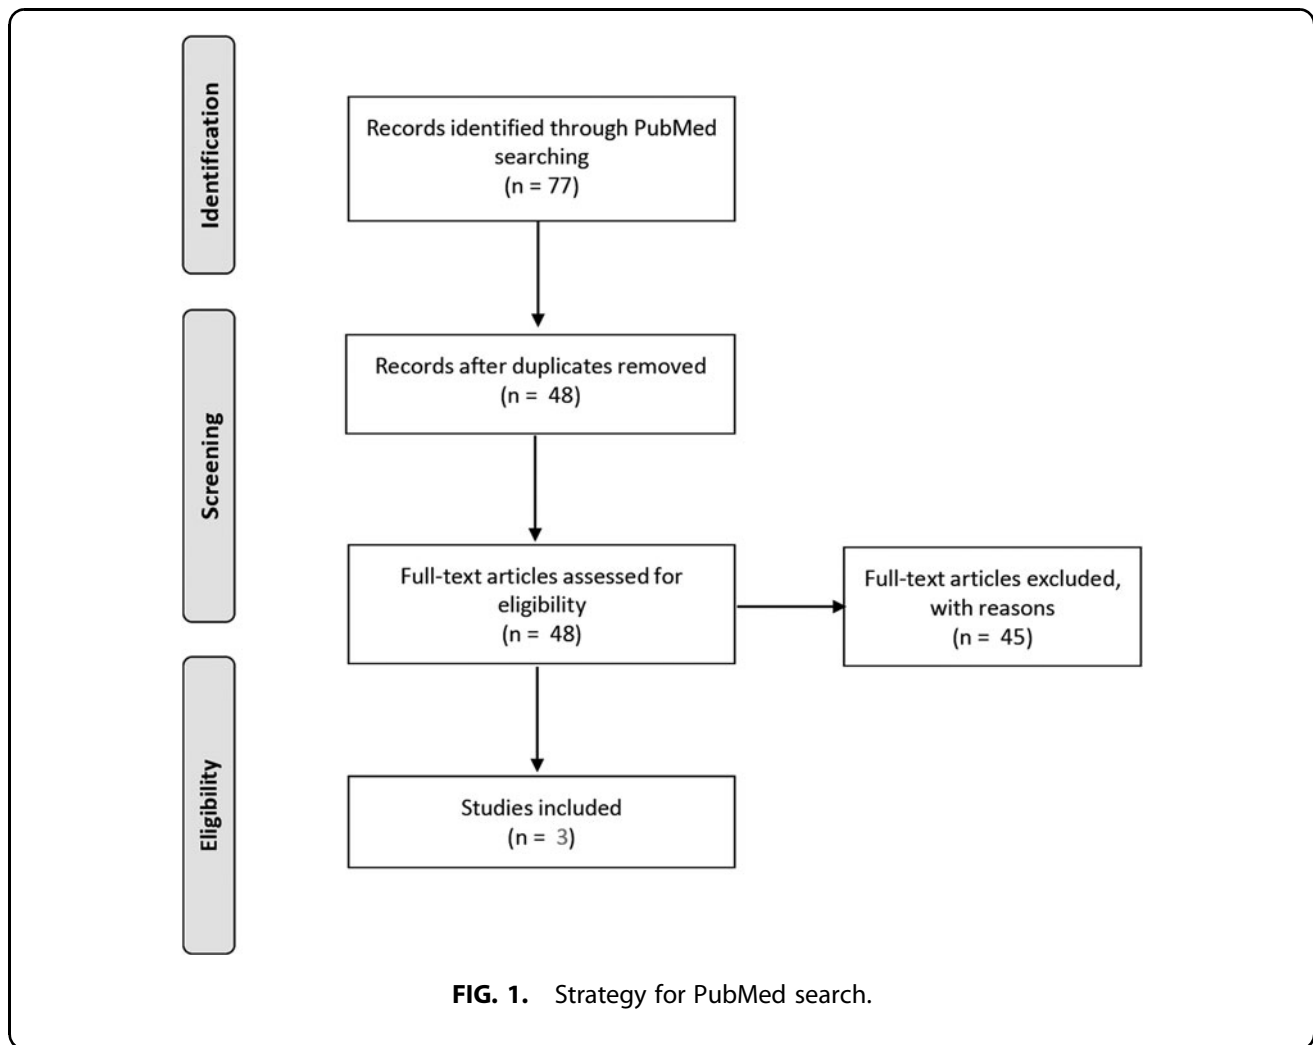 Identification
Records identified through PubMed
searching
(n = 77)
Screening
Records after duplicates removed
(n = 48)
Full-text articles assessed for
eligibility
(n = 48)
Full-text articles excluded,
with reasons
(n = 45)
Eligibility
Studies included
(n = 3)
FIG. 1. Strategy for PubMed search.